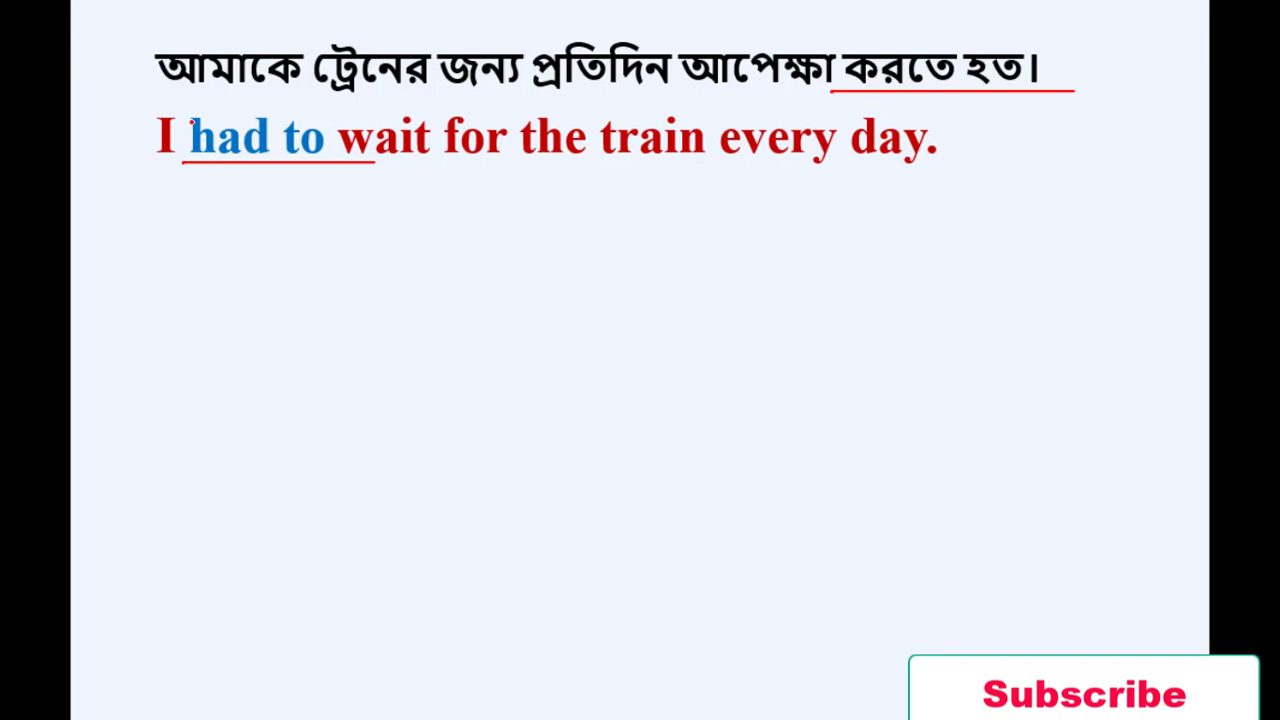 আমাকে ট্রেনের জন্য প্রতিদিন আপেক্ষা করতে হত।
I had to wait for the train every day.
Subscribe